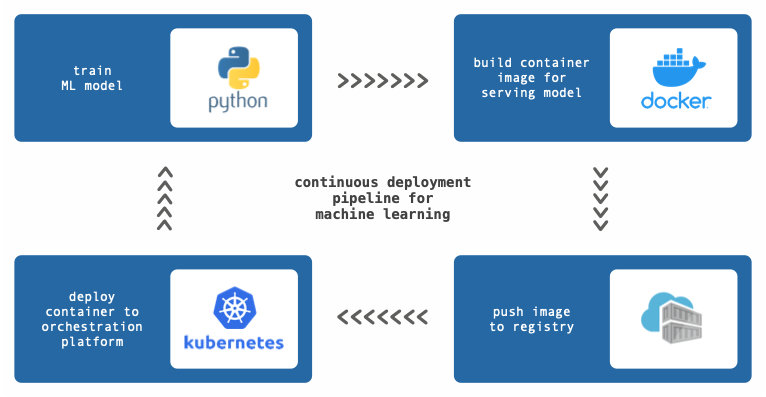 train
ML model
python
build container
image for
serving model
docker
continuous deployment
pipeline for
machine learning
deploy
container to
orchestration
platform
kubernetes
push image
to registry